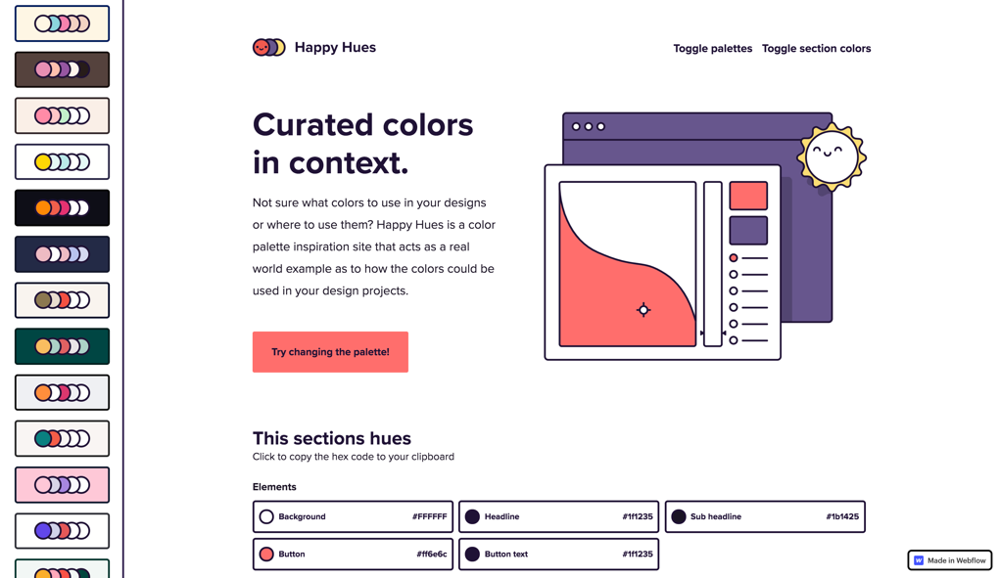 Happy Hues
Toggle palettes
Toggle section colors
Curated colors
in context.
Not sure what colors to use in your designs
or where to use them? Happy Hues is a color
palette inspiration site that acts as a real
world example as to how the colors could be
used in your design projects.
Try changing the palette!
This sections hues
Click to copy the hex code to your clipboard
Elements
Background #FFFFFF
Headline #1f1235
Sub headline #1b1425
Button #ff6e6c
Button text #1f1235
Made in Webflow